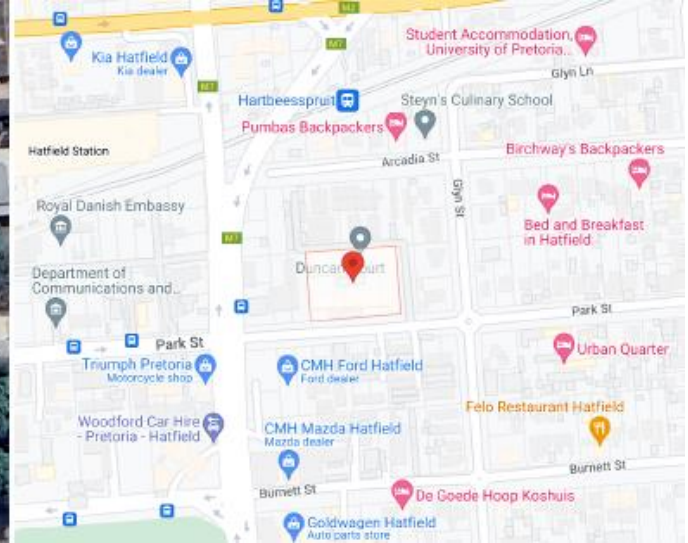 M2
M7
Student Accommodation,
University of Pretoria..
Kia Hatfield
Kia dealer
Glyn Ln
M7
Hartbeesspruit
Steyn's Culinary School
Pumbas Backpackers
Hatfield Station
Arcadia St
Birchway's Backpackers
Glyn St
Royal Danish Embassy
Bed and Breakfast
in Hatfield
M7
Department of
Communications and..
Duncan Court
Park St
Park St
Triumph Pretoria
Motorcycle shop
CMH Ford Hatfield
Ford dealer
Urban Quarter
Felo Restaurant Hatfield
Woodford Car Hire
- Pretoria - Hatfield
CMH Mazda Hatfield
Mazda dealer
Burnett St
Burnett St
De Goede Hoop Koshuis
Goldwagen Hatfield
Auto parts store